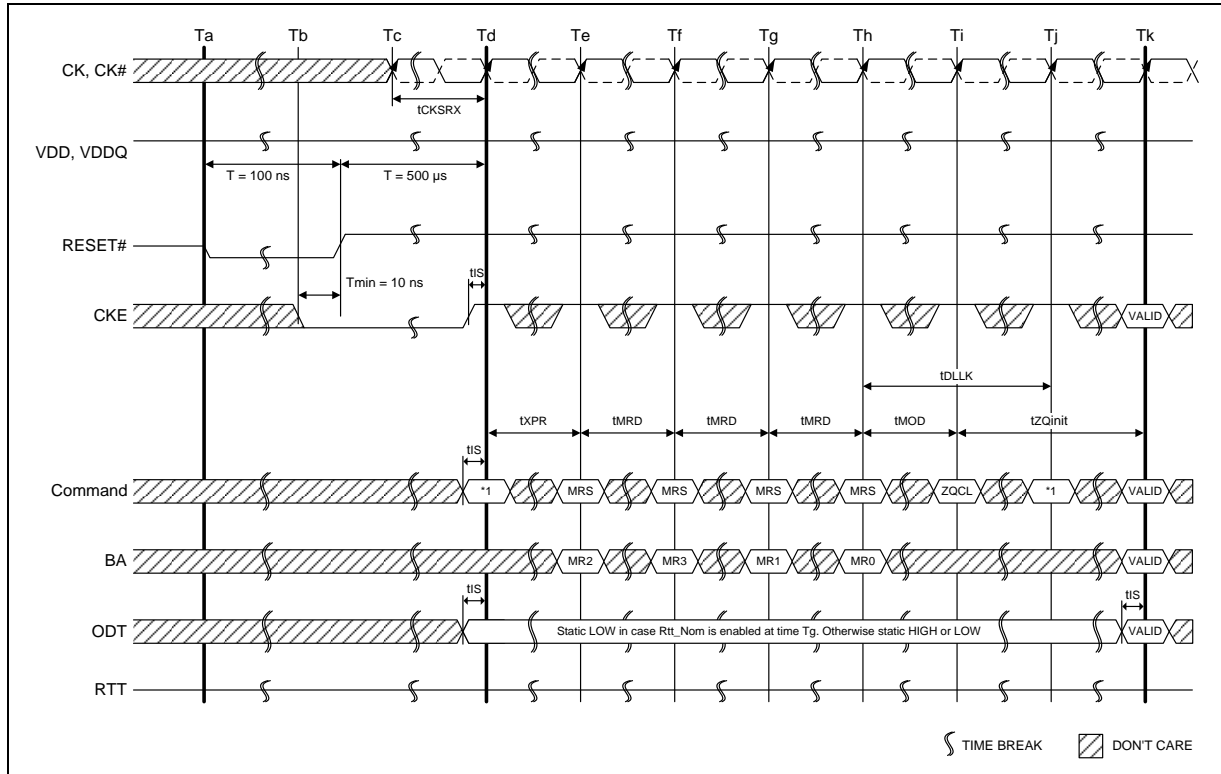 Ta Tb Tc Td Te Tf Tg Th Ti Tj Tk
CK, CK#
tCKSRX
VDD, VDDQ
T = 100 ns T = 500 µs
RESET#
Tmin = 10 ns
tIS
CKE
VALID
tDLLK
tXPR tMRD tMRD tMRD tMOD tZQinit
tIS
Command *1 MRS MRS MRS MRS ZQCL *1 VALID
BA MR2 MR3 MR1 MR0 VALID
tIS tIS
ODT Static LOW in case Rtt_Nom is enabled at time Tg. Otherwise static HIGH or LOW VALID
RTT
TIME BREAK DON'T CARE